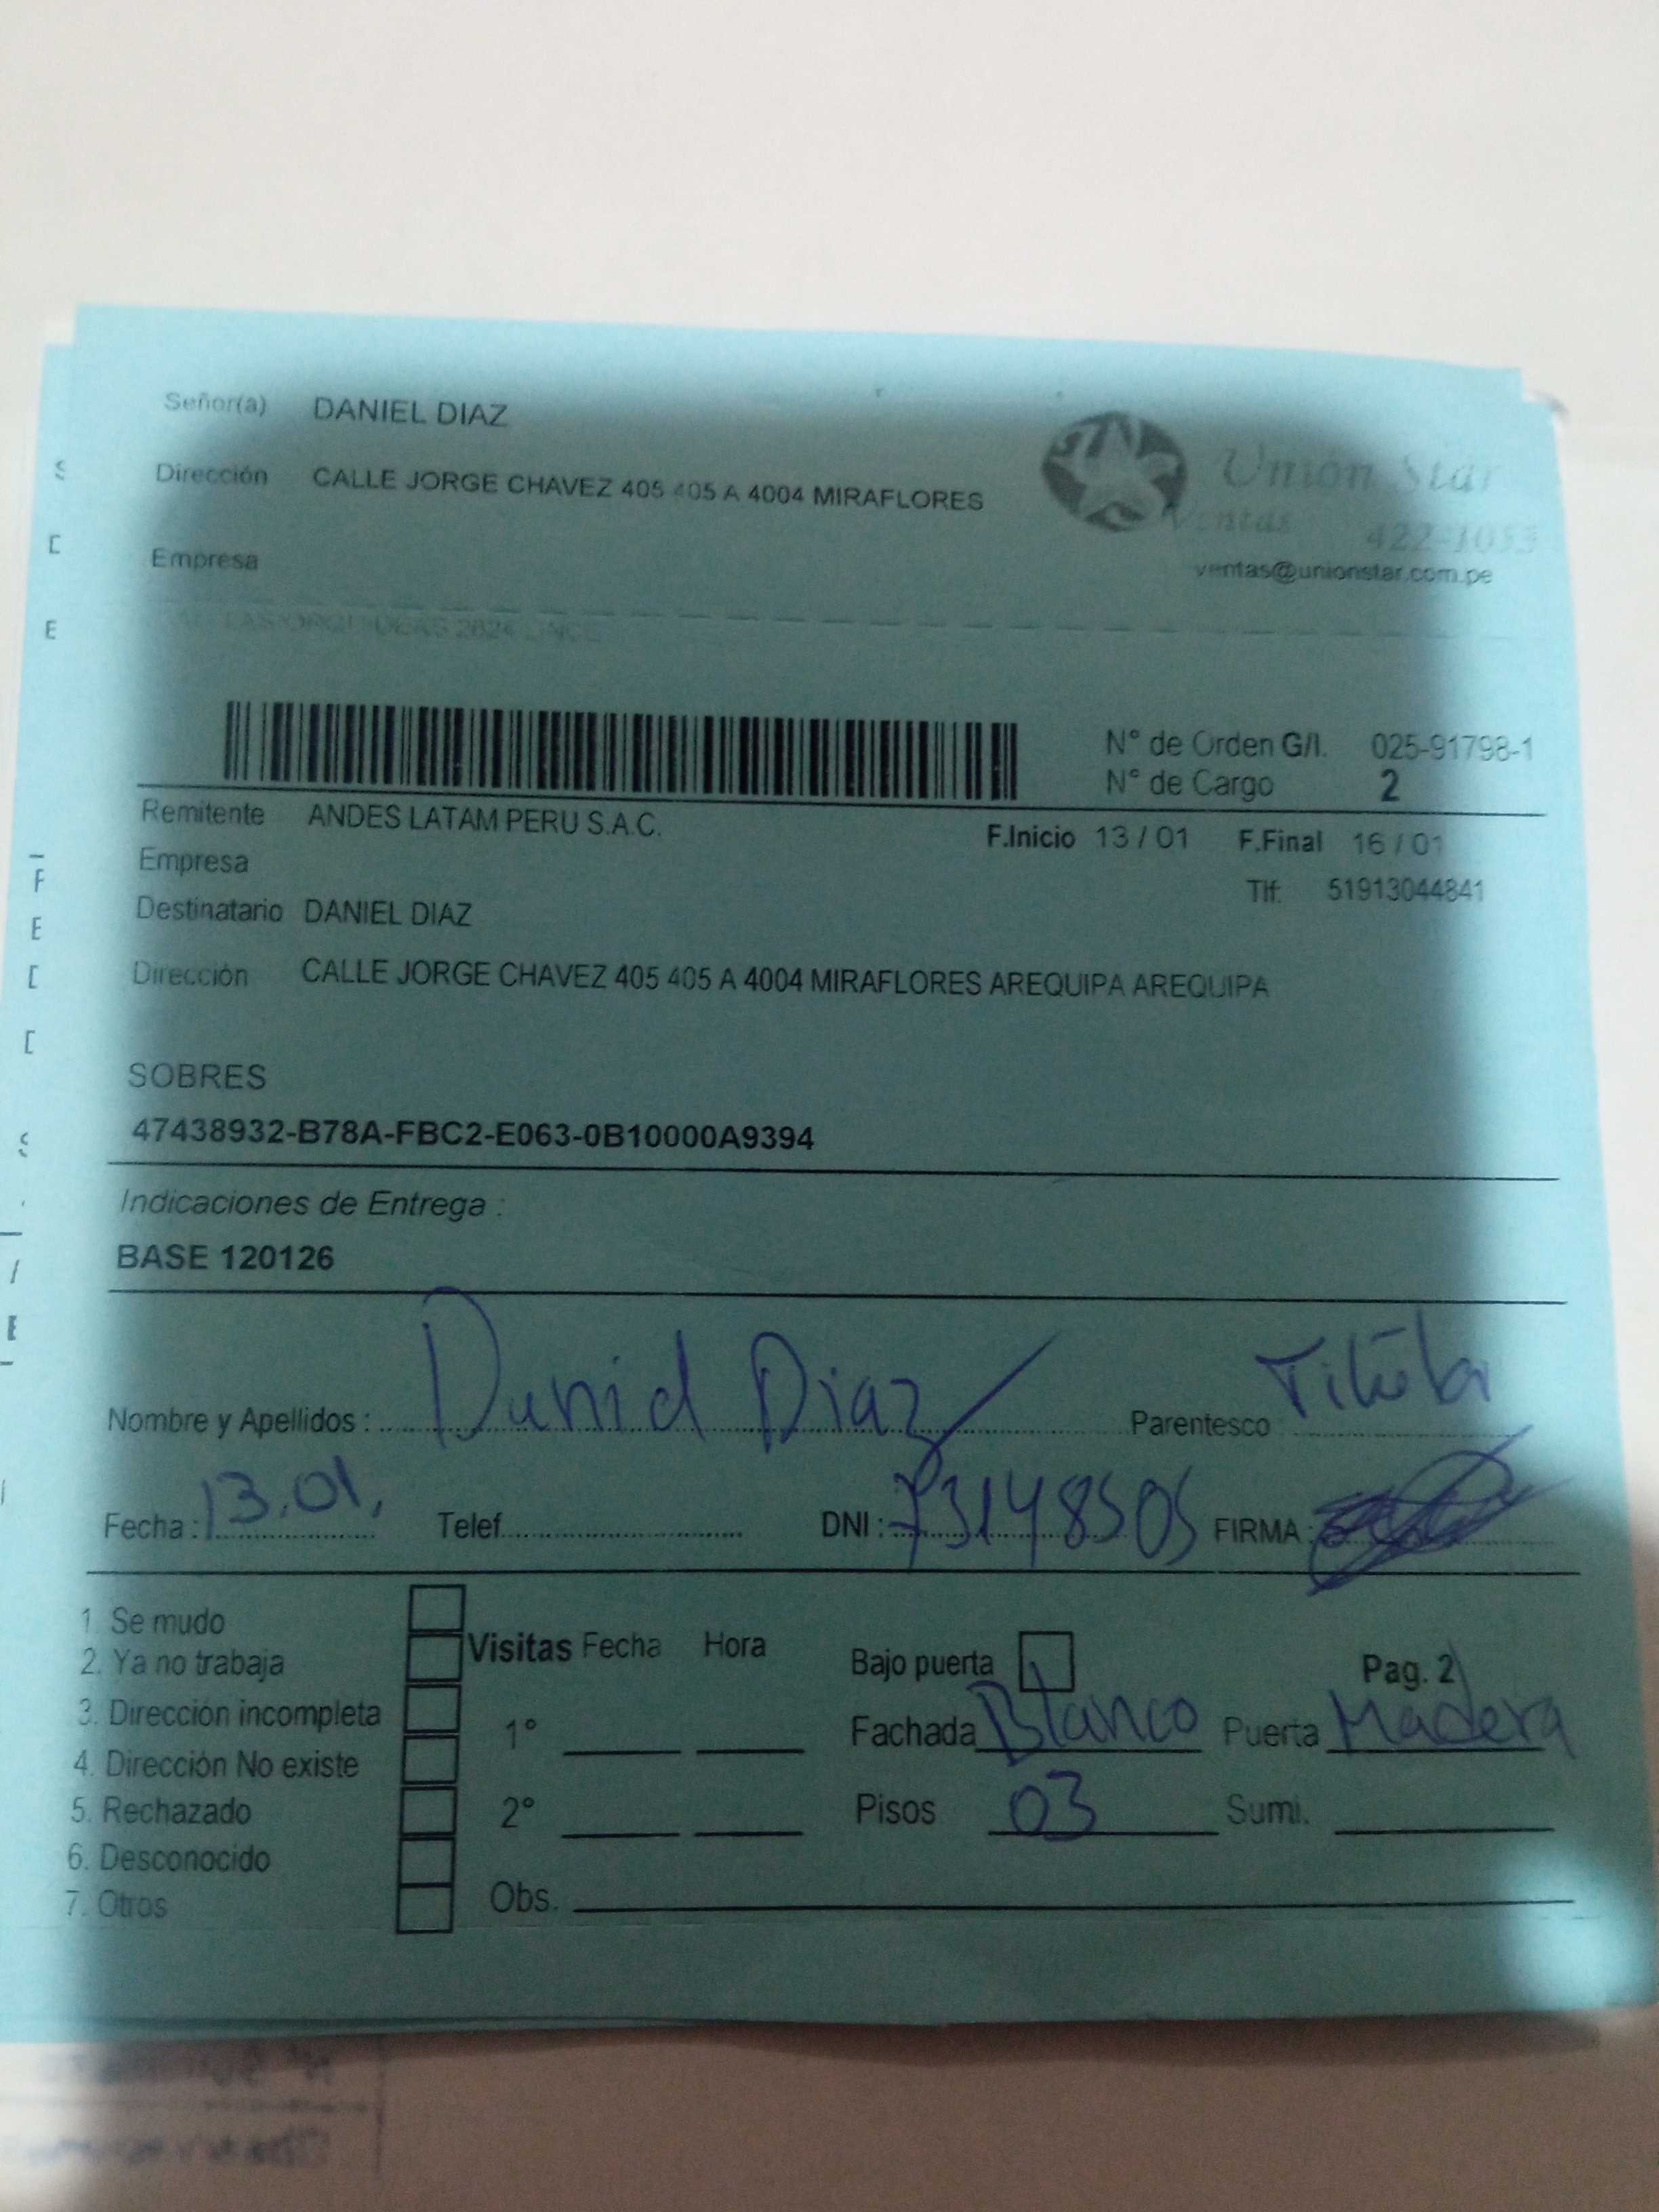 Señor(a) DANIEL DIAZ
Dirección CALLE JORGE CHAVEZ 405 405 A 4004 MIRAFLORES
Unión Star
Ventas 422-1053
Empresa
ventas@unionstar.com.pe
2624
N° de Orden G/I. 025-91798-1
N° de Cargo 2
Remitente ANDES LATAM PERU S.A.C.
F.Inicio 13 / 01 F.Final 16 / 01
Empresa
Tlf: 51913044841
Destinatario DANIEL DIAZ
Dirección CALLE JORGE CHAVEZ 405 405 A 4004 MIRAFLORES AREQUIPA AREQUIPA
SOBRES
47438932-B78A-FBC2-E063-0B10000A9394
Indicaciones de Entrega :
BASE 120126
Nombre y Apellidos : Daniel Diaz Parentesco Titular
Fecha : 13.01. Telef. DNI : 73148505 FIRMA :
1. Se mudo
2. Ya no trabaja
3. Dirección incompleta
4. Dirección No existe
5. Rechazado
6. Desconocido
7. Otros
Visitas Fecha Hora
1°
2°
Obs.
Bajo puerta Pag. 2
Fachada Blanco Puerta Madera
Pisos 03 Sumi.